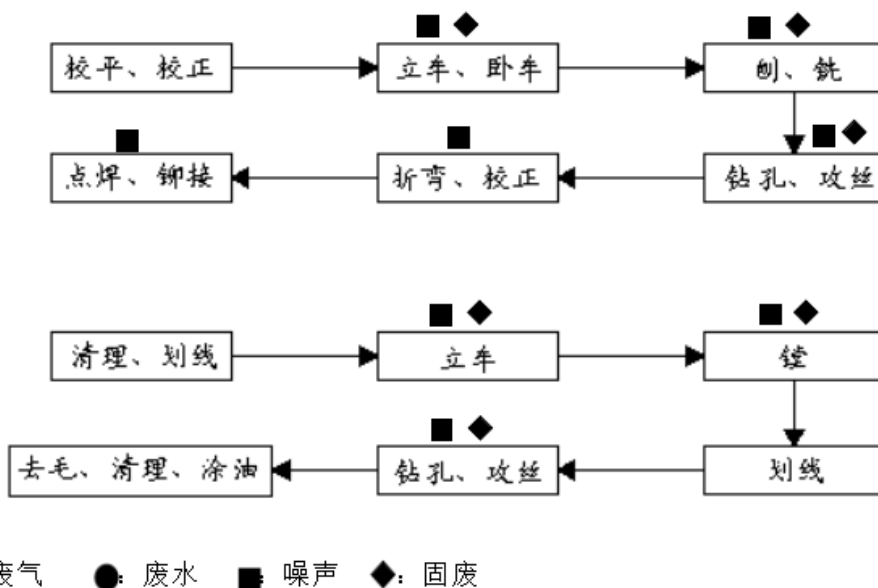 校平、校正
立车、卧车
刨、铣
点焊、铆接
折弯、校正
钻孔、攻丝
清理、划线
立车
镗
去毛、清理、涂油
钻孔、攻丝
划线
废气 ●：废水 ■：噪声 ◆：固废